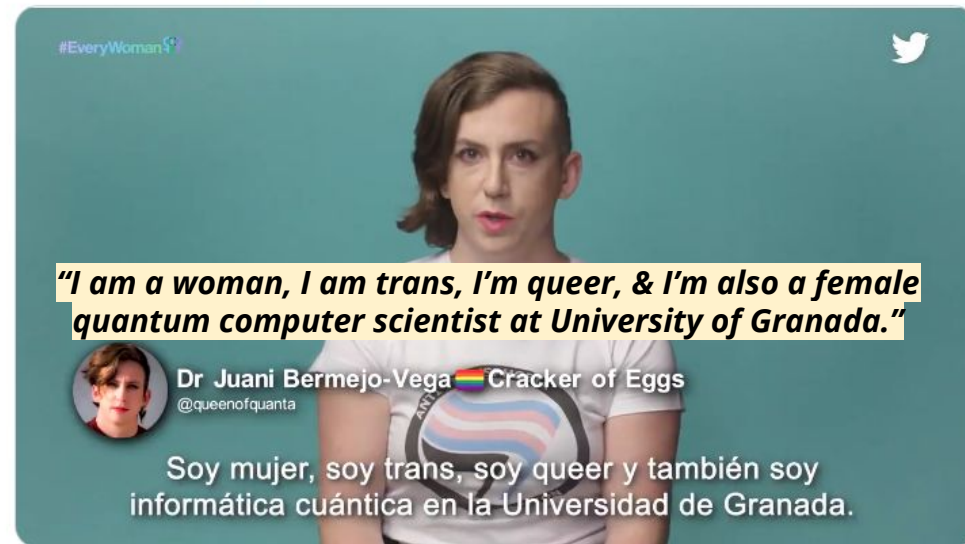 #EveryWoman
“I am a woman, I am trans, I’m queer, & I’m also a female
quantum computer scientist at University of Granada.”
Dr Juani Bermejo-Vega🏳️‍🌈Cracker of Eggs
@queenofquanta
Soy mujer, soy trans, soy queer y también soy
informática cuántica en la Universidad de Granada.